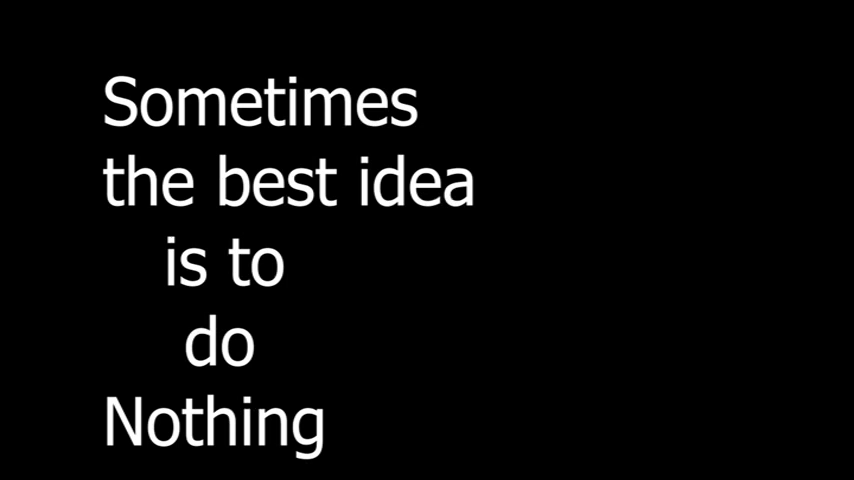 Sometimes
the best idea
is to
do
Nothing